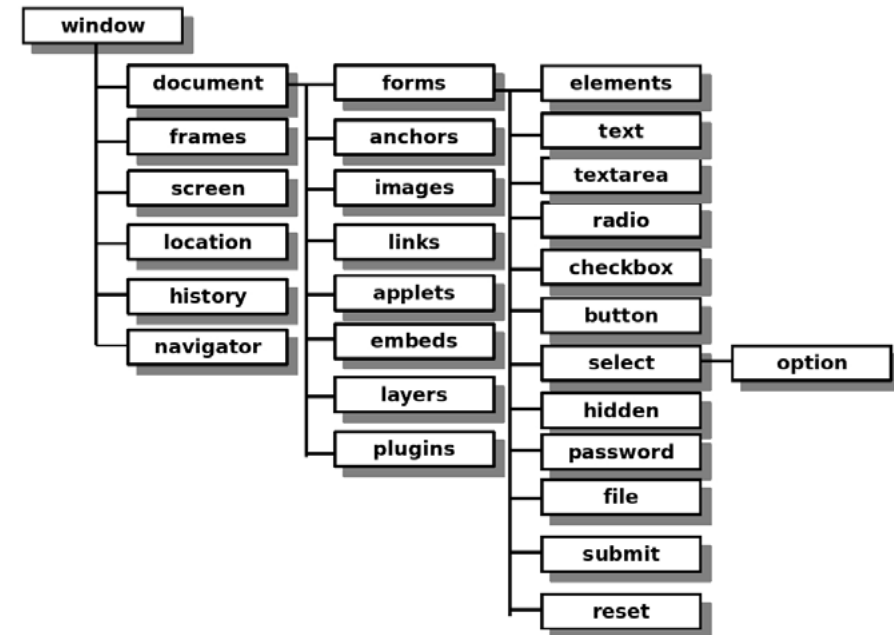 window
document
forms
elements
frames
anchors
text
screen
images
textarea
location
links
radio
history
applets
checkbox
navigator
embeds
button
layers
select
option
plugins
hidden
password
file
submit
reset